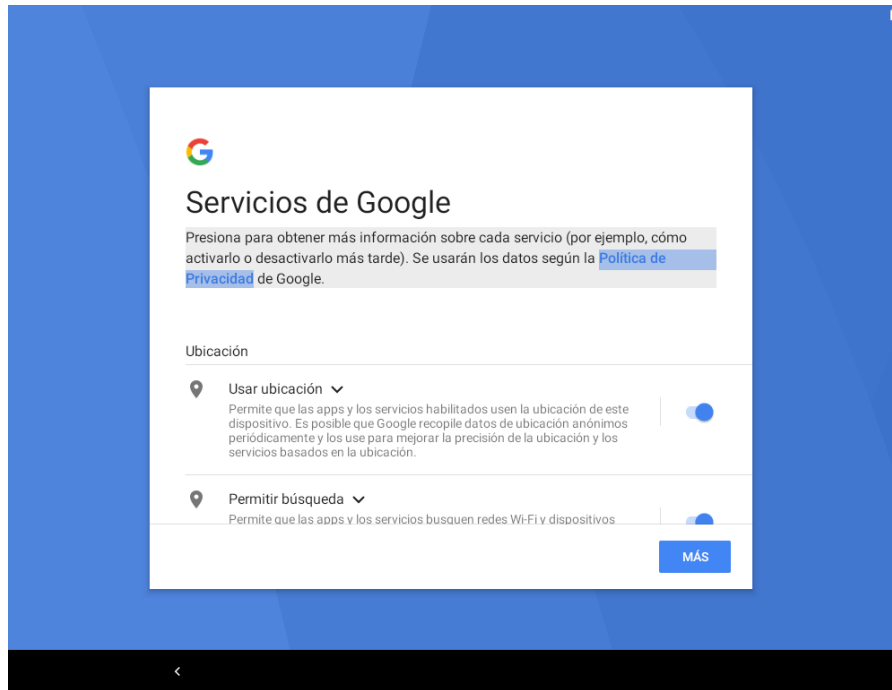 Servicios de Google
Presiona para obtener más información sobre cada servicio (por ejemplo, cómo
activarlo o desactivarlo más tarde). Se usarán los datos según la Política de
Privacidad de Google.
Ubicación
Usar ubicación
Permite que las apps y los servicios habilitados usen la ubicación de este
dispositivo. Es posible que Google recopile datos de ubicación anónimos
periódicamente y los use para mejorar la precisión de la ubicación y los
servicios basados en la ubicación.
Permitir búsqueda
Permite que las apps y los servicios busquen redes Wi-Fi y dispositivos
MÁS